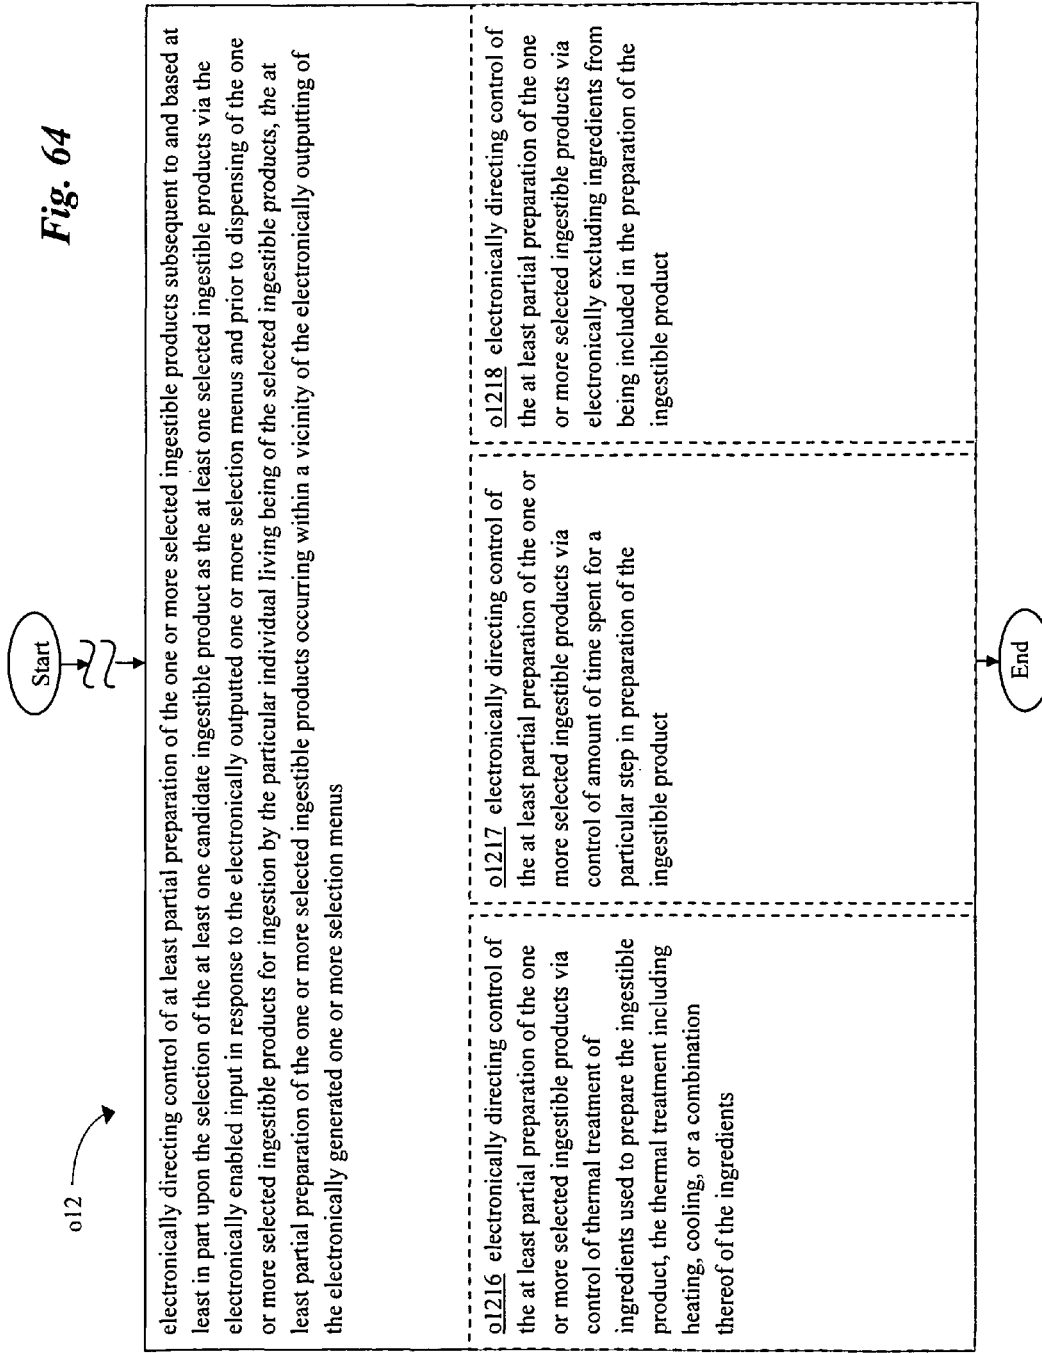 Fig. 64
o12
Start
electronically directing control of at least partial preparation of the one or more selected ingestible products subsequent to and based at
least in part upon the selection of the at least one candidate ingestible product as the at least one selected ingestible products via the
electronically enabled input in response to the electronically outputted one or more selection menus and prior to dispensing of the one
or more selected ingestible products for ingestion by the particular individual living being of the selected ingestible products, the at
least partial preparation of the one or more selected ingestible products occurring within a vicinity of the electronically outputing of
the electronically generated one or more selection menus
o1216 electronically directing control of
the at least partial preparation of the one
or more selected ingestible products via
control of thermal treatment of
ingredients used to prepare the ingestible
product, the thermal treatment including
heating, cooling, or a combination
thereof of the ingredients
o1217 electronically directing control of
the at least partial preparation of the one or
more selected ingestible products via
control of amount of time spent for a
particular step in preparation of the
ingestible product
o1218 electronically directing control of
the at least partial preparation of the one
or more selected ingestible products via
electronically excluding ingredients from
being included in the preparation of the
ingestible product
End